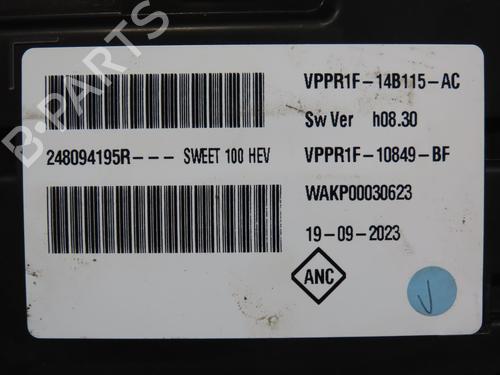 B-PARTS
VPPR1F-14B115-AC
Sw Ver h08.30
248094195R--- SWEET 100 HEV
VPPR1F-10849-BF
WAKP00030623
19-09-2023
ANC
V